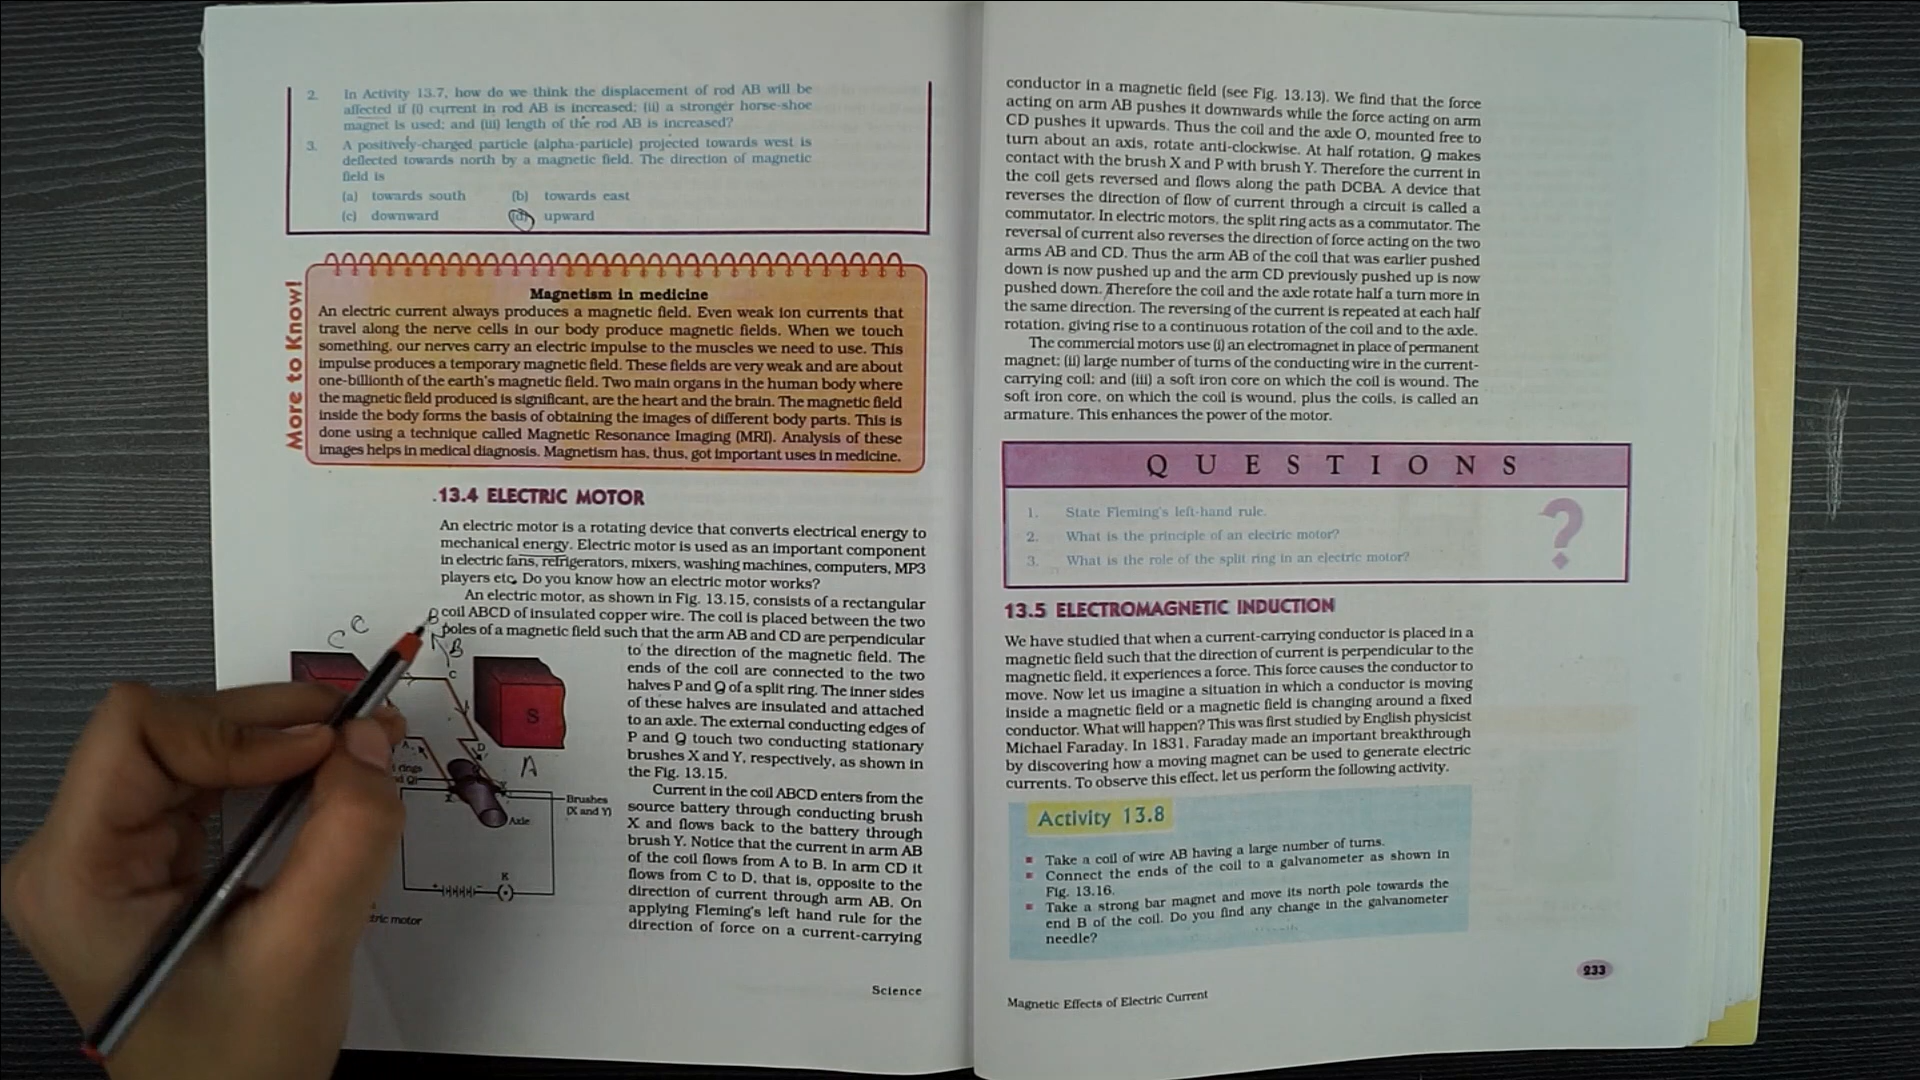 2. In Activity 13.7, how do we think the displacement of rod AB will be
affected if (i) current in rod AB is increased; (ii) a stronger horse-shoe
magnet is used; and (iii) length of the rod AB is increased?
3. A positively-charged particle (alpha-particle) projected towards west is
deflected towards north by a magnetic field. The direction of magnetic
field is
(a) towards south (b) towards east
(c) downward (d) upward
More to Know!
Magnetism in medicine
An electric current always produces a magnetic field. Even weak ion currents that
travel along the nerve cells in our body produce magnetic fields. When we touch
something, our nerves carry an electric impulse to the muscles we need to use. This
impulse produces a temporary magnetic field. These fields are very weak and are about
one-billionth of the earth's magnetic field. Two main organs in the human body where
the magnetic field produced is significant, are the heart and the brain. The magnetic field
inside the body forms the basis of obtaining the images of different body parts. This is
done using a technique called Magnetic Resonance Imaging (MRI). Analysis of these
images helps in medical diagnosis. Magnetism has, thus, got important uses in medicine.
13.4 ELECTRIC MOTOR
An electric motor is a rotating device that converts electrical energy to
mechanical energy. Electric motor is used as an important component
in electric fans, refrigerators, mixers, washing machines, computers, MP3
players etc. Do you know how an electric motor works?
An electric motor, as shown in Fig. 13.15, consists of a rectangular
coil ABCD of insulated copper wire. The coil is placed between the two
poles of a magnetic field such that the arm AB and CD are perpendicular
to the direction of the magnetic field. The
ends of the coil are connected to the two
halves P and Q of a split ring. The inner sides
of these halves are insulated and attached
to an axle. The external conducting edges of
P and Q touch two conducting stationary
brushes X and Y, respectively, as shown in
the Fig. 13.15.
Current in the coil ABCD enters from the
source battery through conducting brush
X and flows back to the battery through
brush Y. Notice that the current in arm AB
of the coil flows from A to B. In arm CD it
flows from C to D, that is, opposite to the
direction of current through arm AB. On
applying Fleming's left hand rule for the
direction of force on a current-carrying
C C
B
B
C
S
A
D
A
rings
Brushes
(X and Y)
Axle
K
tric motor
Science
conductor in a magnetic field (see Fig. 13.13). We find that the force
acting on arm AB pushes it downwards while the force acting on arm
CD pushes it upwards. Thus the coil and the axle O, mounted free to
turn about an axis, rotate anti-clockwise. At half rotation, Q makes
contact with the brush X and P with brush Y. Therefore the current in
the coil gets reversed and flows along the path DCBA. A device that
reverses the direction of flow of current through a circuit is called a
commutator. In electric motors, the split ring acts as a commutator. The
reversal of current also reverses the direction of force acting on the two
arms AB and CD. Thus the arm AB of the coil that was earlier pushed
down is now pushed up and the arm CD previously pushed up is now
pushed down. Therefore the coil and the axle rotate half a turn more in
the same direction. The reversing of the current is repeated at each half
rotation, giving rise to a continuous rotation of the coil and to the axle.
The commercial motors use (i) an electromagnet in place of permanent
magnet; (ii) large number of turns of the conducting wire in the current-
carrying coil; and (iii) a soft iron core on which the coil is wound. The
soft iron core, on which the coil is wound, plus the coils, is called an
armature. This enhances the power of the motor.
QUESTIONS
?
1. State Fleming's left-hand rule.
2. What is the principle of an electric motor?
3. What is the role of the split ring in an electric motor?
13.5 ELECTROMAGNETIC INDUCTION
We have studied that when a current-carrying conductor is placed in a
magnetic field such that the direction of current is perpendicular to the
magnetic field, it experiences a force. This force causes the conductor to
move. Now let us imagine a situation in which a conductor is moving
inside a magnetic field or a magnetic field is changing around a fixed
conductor. What will happen? This was first studied by English physicist
Michael Faraday. In 1831, Faraday made an important breakthrough
by discovering how a moving magnet can be used to generate electric
currents. To observe this effect, let us perform the following activity.
Activity 13.8
Take a coil of wire AB having a large number of turns.
Connect the ends of the coil to a galvanometer as shown in
Fig. 13.16.
Take a strong bar magnet and move its north pole towards the
end B of the coil. Do you find any change in the galvanometer
needle?
233
Magnetic Effects of Electric Current